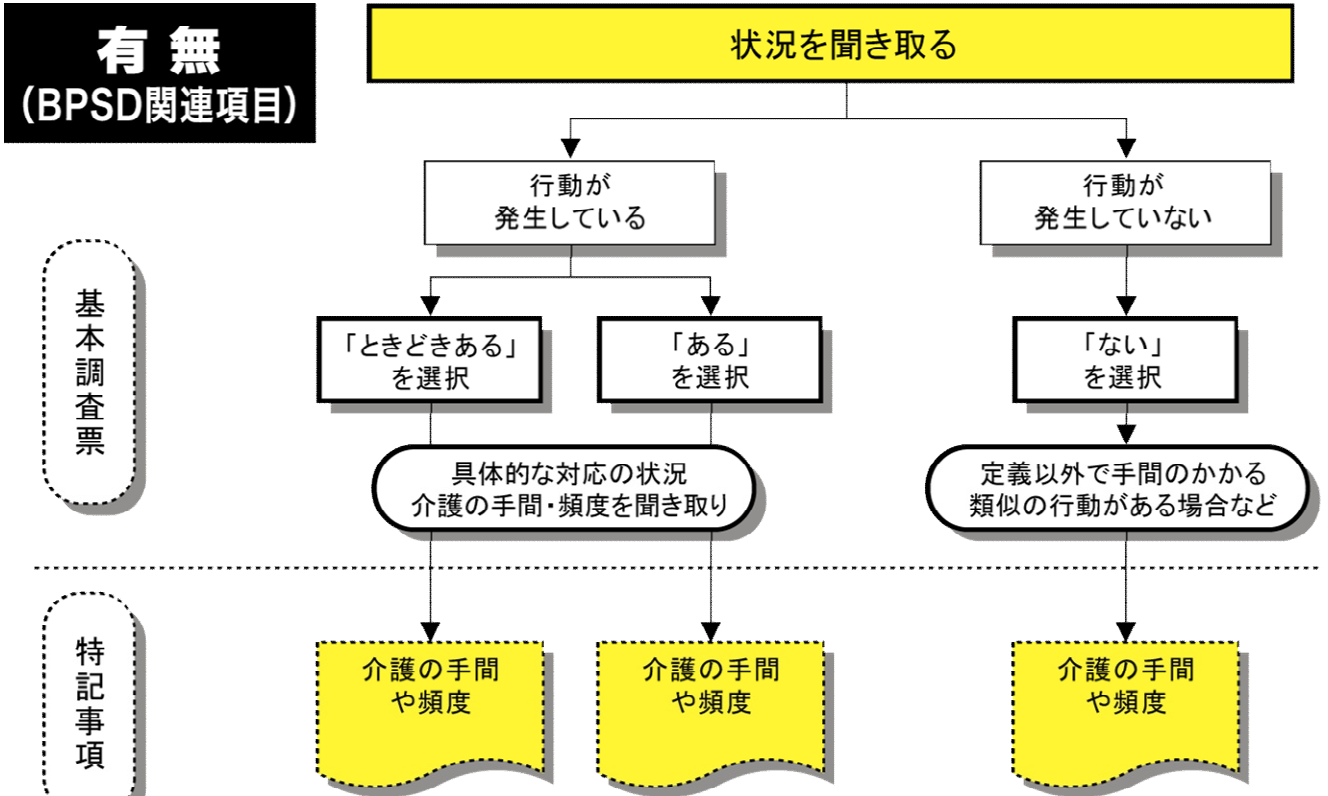 有無
（BPSD関連項目）
状況を聞き取る
行動が
発生している
行動が
発生していない
基本調査票
「ときどきある」
を選択
「ある」
を選択
「ない」
を選択
具体的な対応の状況
介護の手間・頻度を聞き取り
定義以外で手間のかかる
類似の行動がある場合など
特記事項
介護の手間
や頻度
介護の手間
や頻度
介護の手間
や頻度